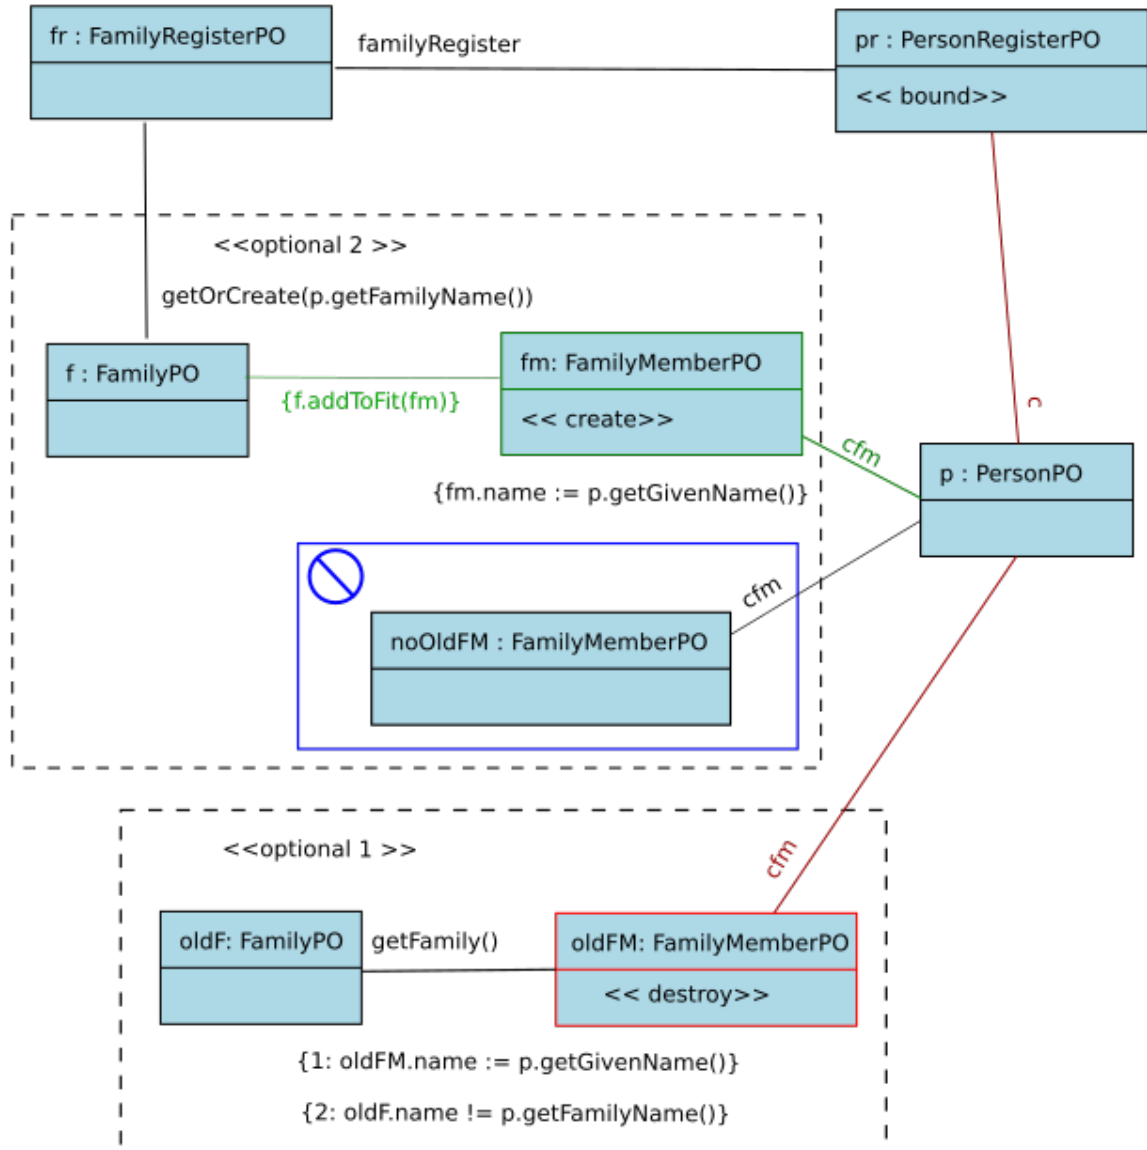 fr : FamilyRegisterPO
familyRegister
pr : PersonRegisterPO
<< bound>>
<<optional 2 >>
getOrCreate(p.getFamilyName())
f : FamilyPO
{f.addToFit(fm)}
fm: FamilyMemberPO
<< create>>
c
cfm
p : PersonPO
{fm.name := p.getGivenName()}
cfm
noOldFM : FamilyMemberPO
<<optional 1 >>
cfm
oldF: FamilyPO
getFamily()
oldFM: FamilyMemberPO
<< destroy>>
{1: oldFM.name := p.getGivenName()}
{2: oldF.name != p.getFamilyName()}